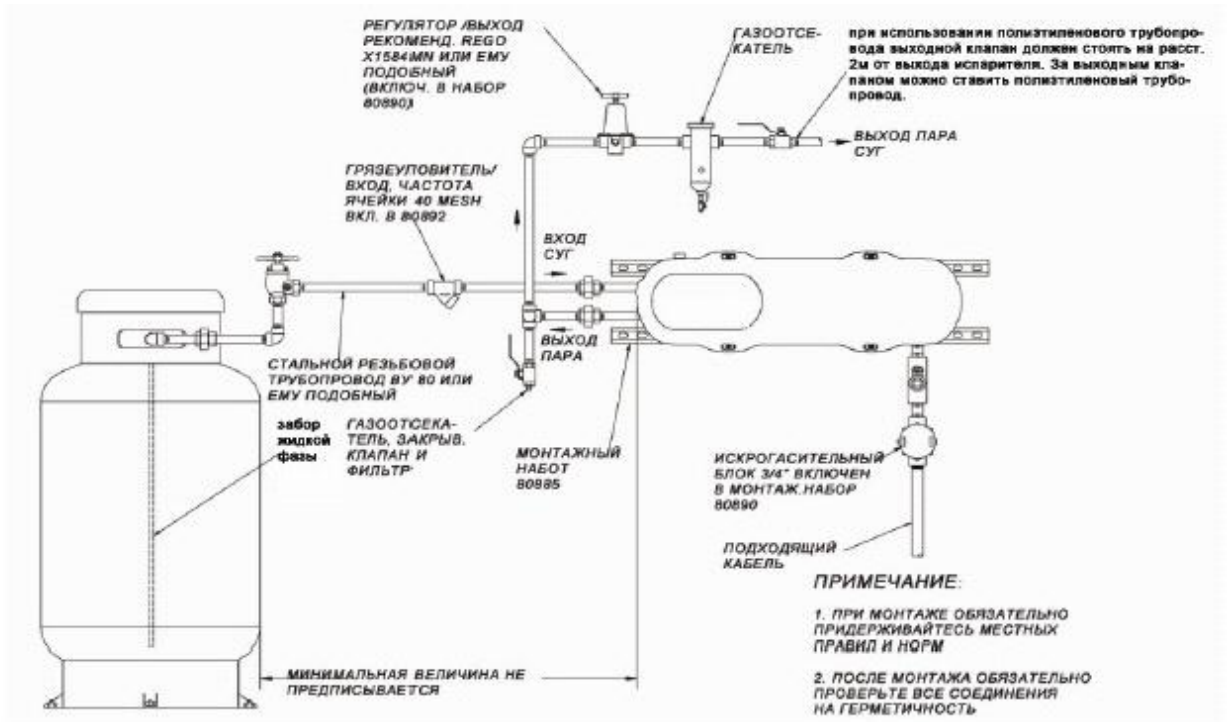 РЕГУЛЯТОР /ВЫХОД
РЕКОМЕНД. REGO
X1584MN ИЛИ ЕМУ
ПОДОБНЫЙ
(ВКЛЮЧ. В НАБОР
80890)
ГАЗООТСЕ-
КАТЕЛЬ
при использовании полиэтиленового трубопро-
вода выходной клапан должен стоять на расст.
2м от выхода испарителя. За выходным кла-
паном можно ставить полиэтиленовый трубо-
провод.
ВЫХОД ПАРА
СУГ
ГРЯЗЕУЛОВИТЕЛЬ/
ВХОД, ЧАСТОТА
ЯЧЕЙКИ 40 MESH
ВКЛ. В 80892
ВХОД
СУГ
ВЫХОД
ПАРА
СТАЛЬНОЙ РЕЗЬБОВОЙ
ТРУБОПРОВОД ВУ 80 ИЛИ
ЕМУ ПОДОБНЫЙ
забор
жидкой
фазы
ГАЗООТСЕКА-
ТЕЛЬ, ЗАКРЫВ.
КЛАПАН И
ФИЛЬТР
МОНТАЖНЫЙ
НАБОТ
80885
ИСКРОГАСИТЕЛЬНЫЙ
БЛОК 3/4" ВКЛЮЧЕН
В МОНТАЖ.НАБОР
80890
ПОДХОДЯЩИЙ
КАБЕЛЬ
ПРИМЕЧАНИЕ:
1. ПРИ МОНТАЖЕ ОБЯЗАТЕЛЬНО
ПРИДЕРЖИВАЙТЕСЬ МЕСТНЫХ
ПРАВИЛ И НОРМ
2. ПОСЛЕ МОНТАЖА ОБЯЗАТЕЛЬНО
ПРОВЕРЬТЕ ВСЕ СОЕДИНЕНИЯ
НА ГЕРМЕТИЧНОСТЬ
МИНИМАЛЬНАЯ ВЕЛИЧИНА НЕ
ПРЕДПИСЫВАЕТСЯ